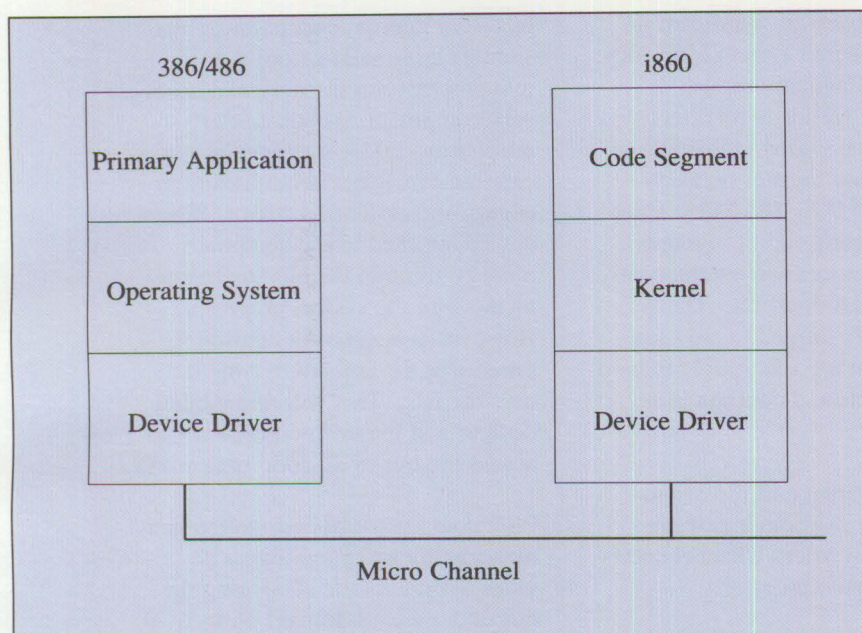 386/486
Primary Application
Operating System
Device Driver
i860
Code Segment
Kernel
Device Driver
Micro Channel